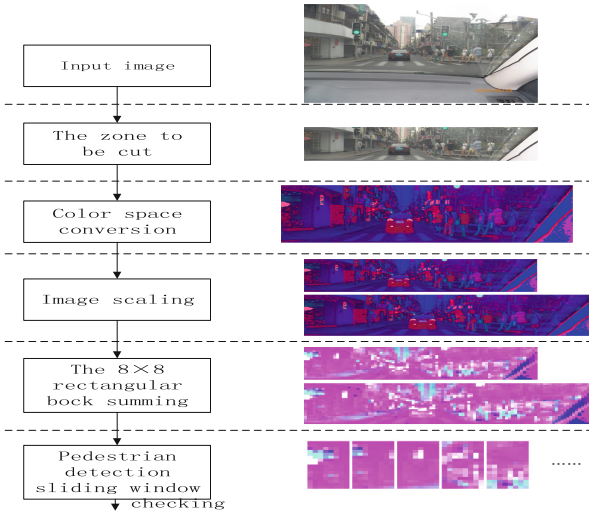 Input image
The zone to
be cut
Color space
conversion
Image scaling
The 8×8
rectangular
bock summing
Pedestrian
detection
sliding window
checking
......